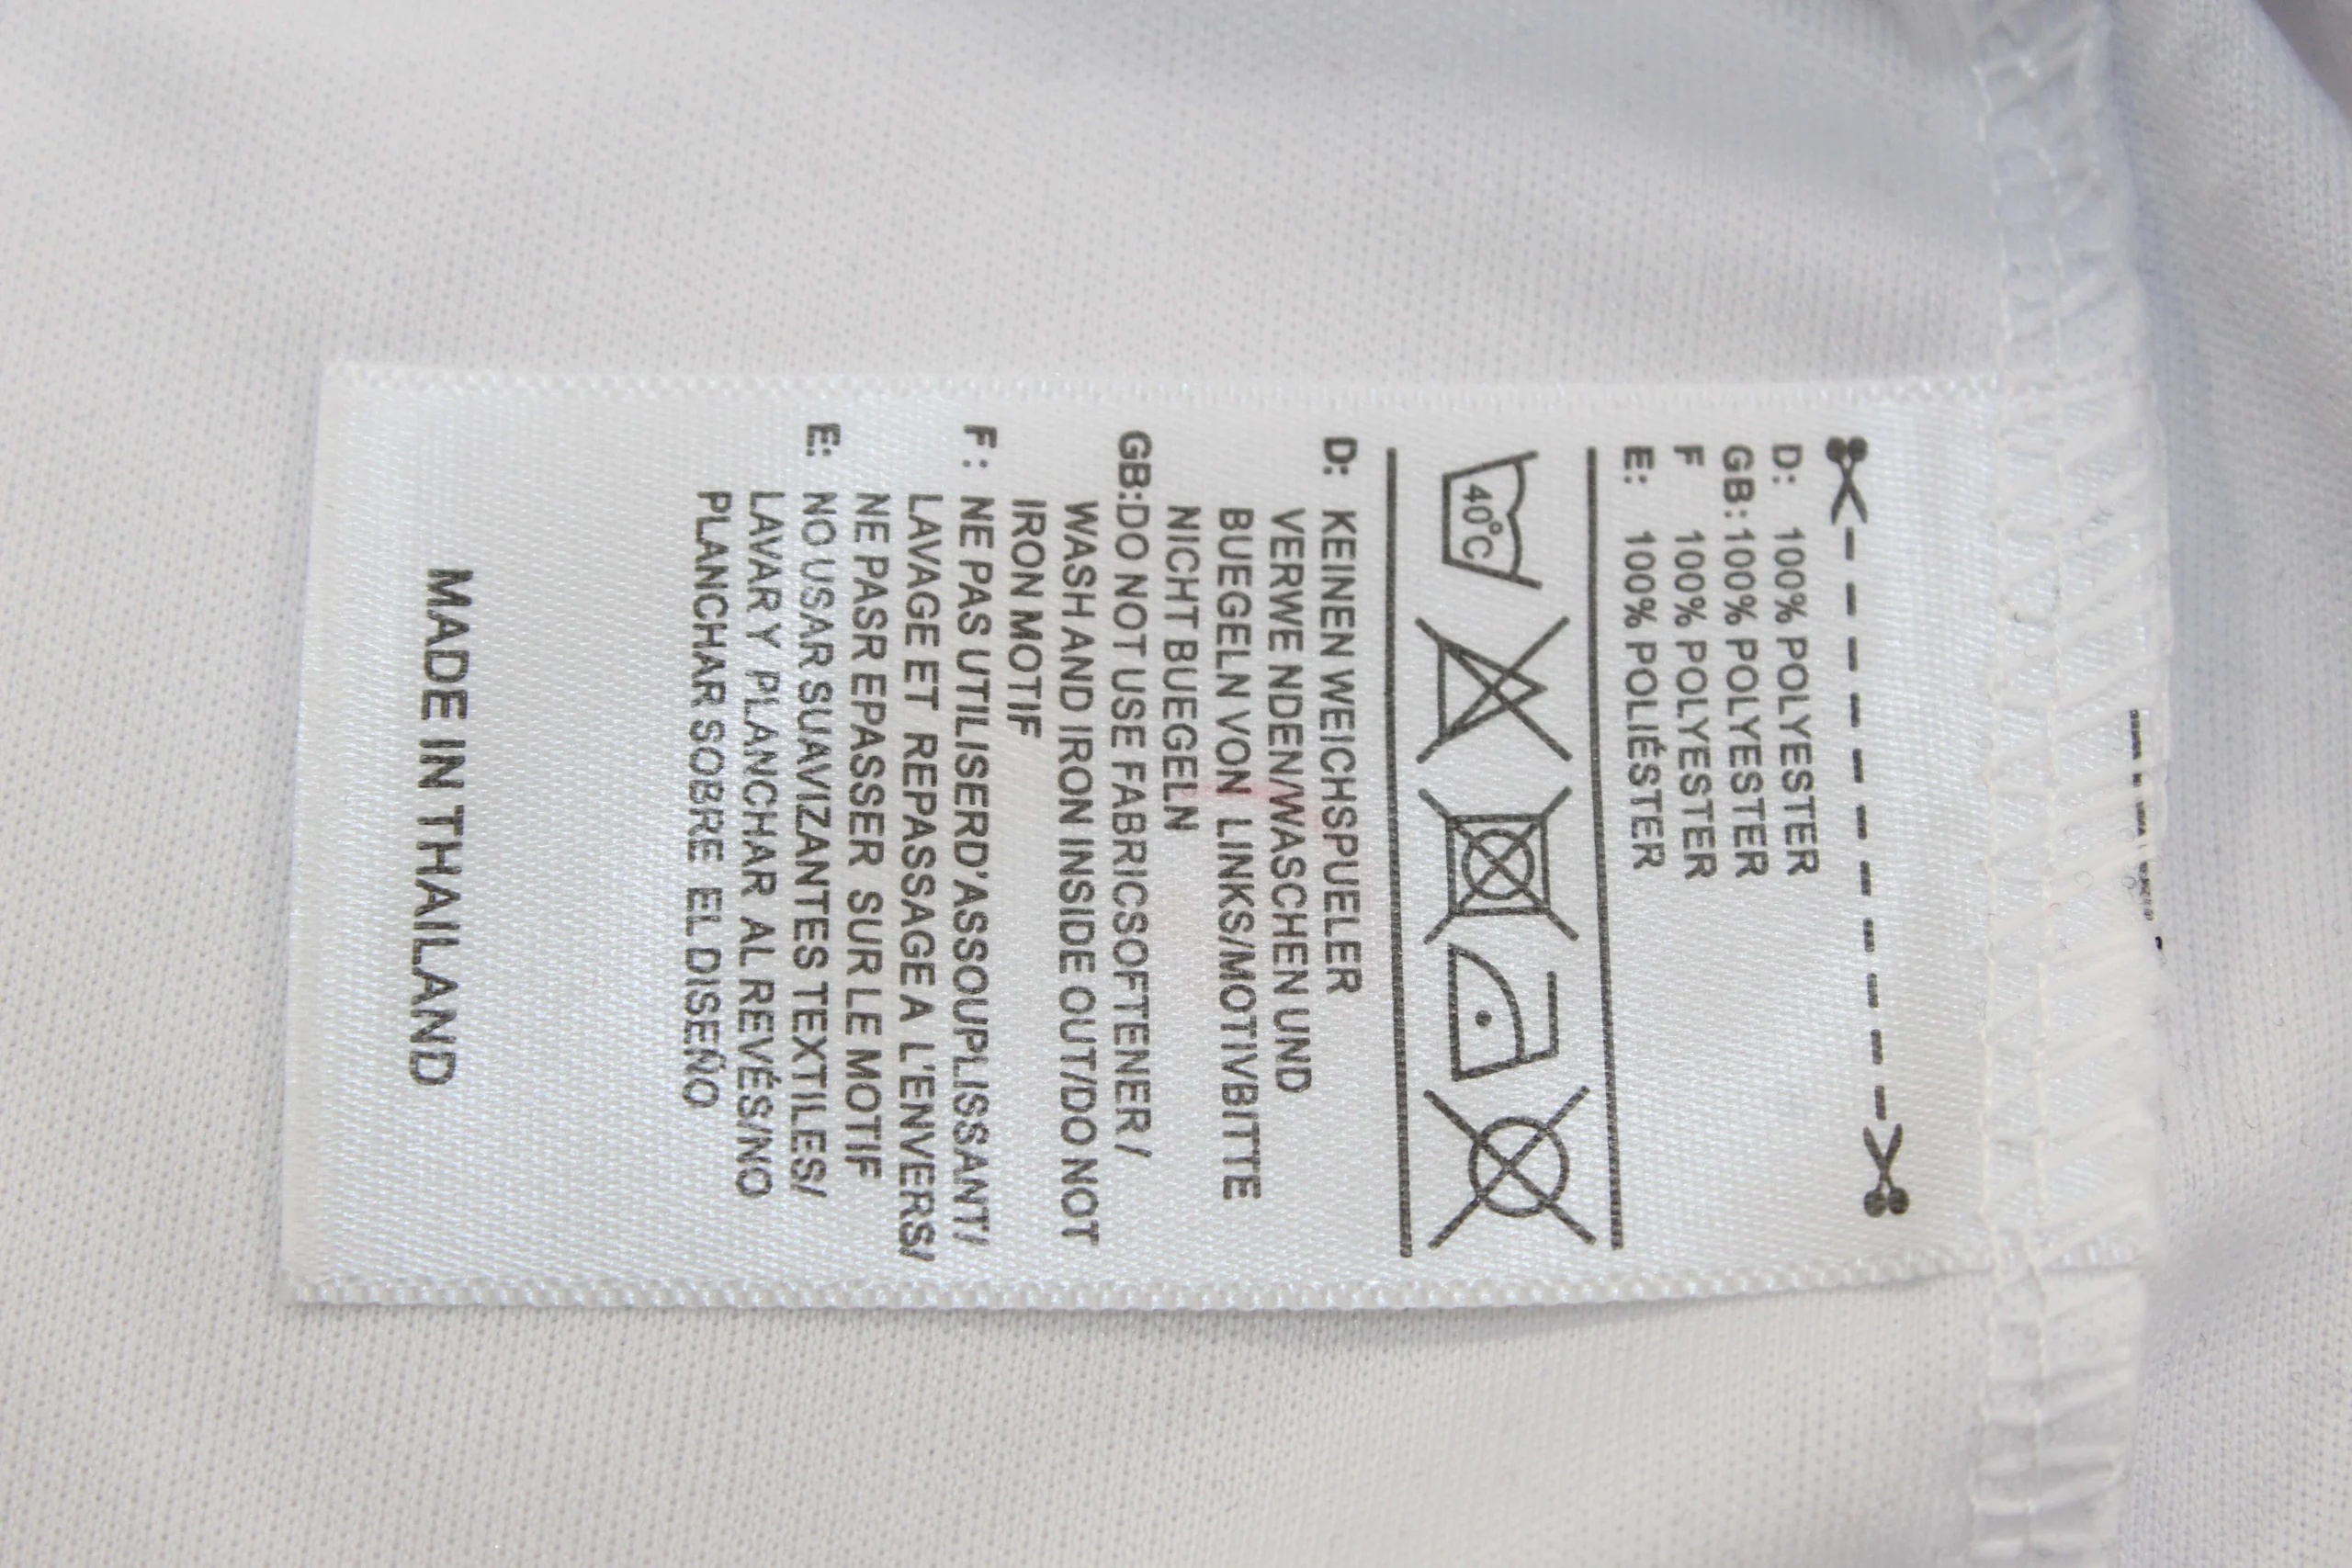 D: 100% POLYESTER
GB: 100% POLYESTER
F 100% POLYESTER
E: 100% POLIÉSTER
40°C
D: KEINEN WEICHSPUELER
VERWE NDEN/WASCHEN UND
BUEGELN VON LINKS/MOTIVBITTE
NICHT BUEGELN
GB:DO NOT USE FABRICSOFTENER/
WASH AND IRON INSIDE OUT/DO NOT
IRON MOTIF
F: NE PAS UTILISERD'ASSOUPLISSANT/
LAVAGE ET REPASSAGE A L'ENVERS/
NE PASR EPASSER SUR LE MOTIF
E: NO USAR SUAVIZANTES TEXTILES/
LAVAR Y PLANCHAR AL REVÉS/NO
PLANCHAR SOBRE EL DISEÑO
MADE IN THAILAND